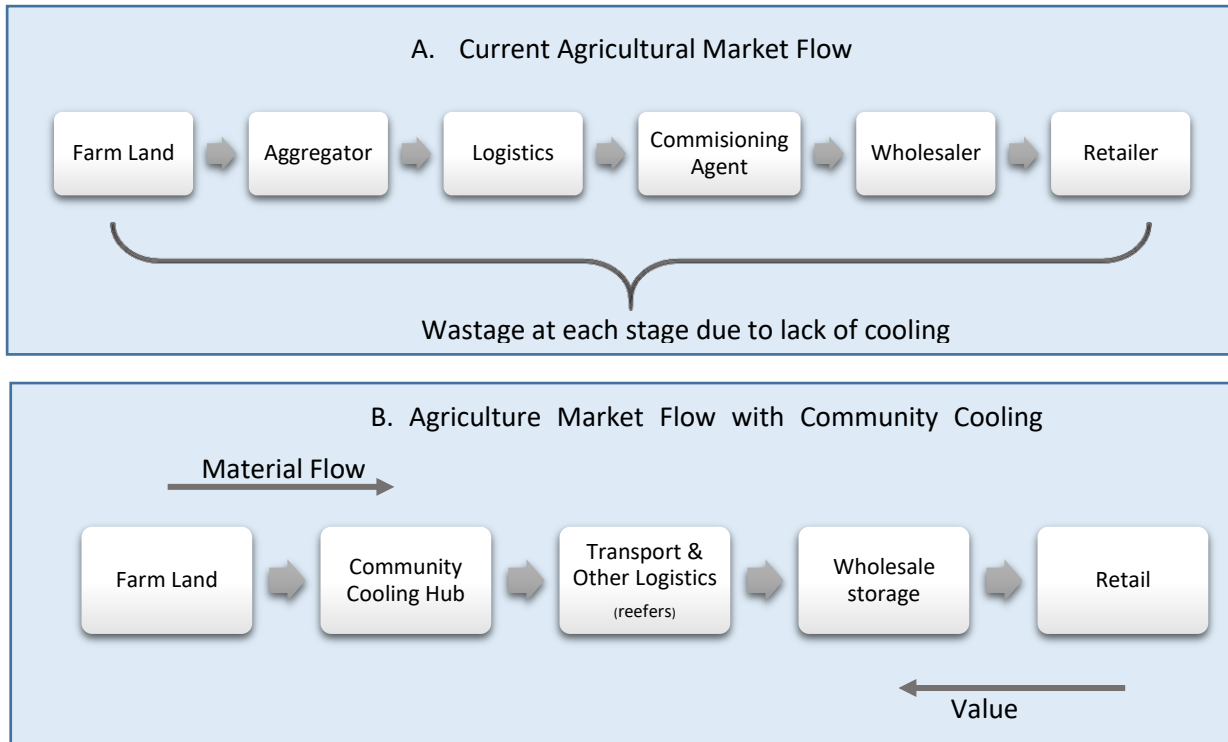 A. Current Agricultural Market Flow
Farm Land
Aggregator
Logistics
Commisioning
Agent
Wholesaler
Retailer
Wastage at each stage due to lack of cooling
B. Agriculture Market Flow with Community Cooling
Material Flow
Farm Land
Community
Cooling Hub
Transport &
Other Logistics
(reefers)
Wholesale
storage
Retail
Value